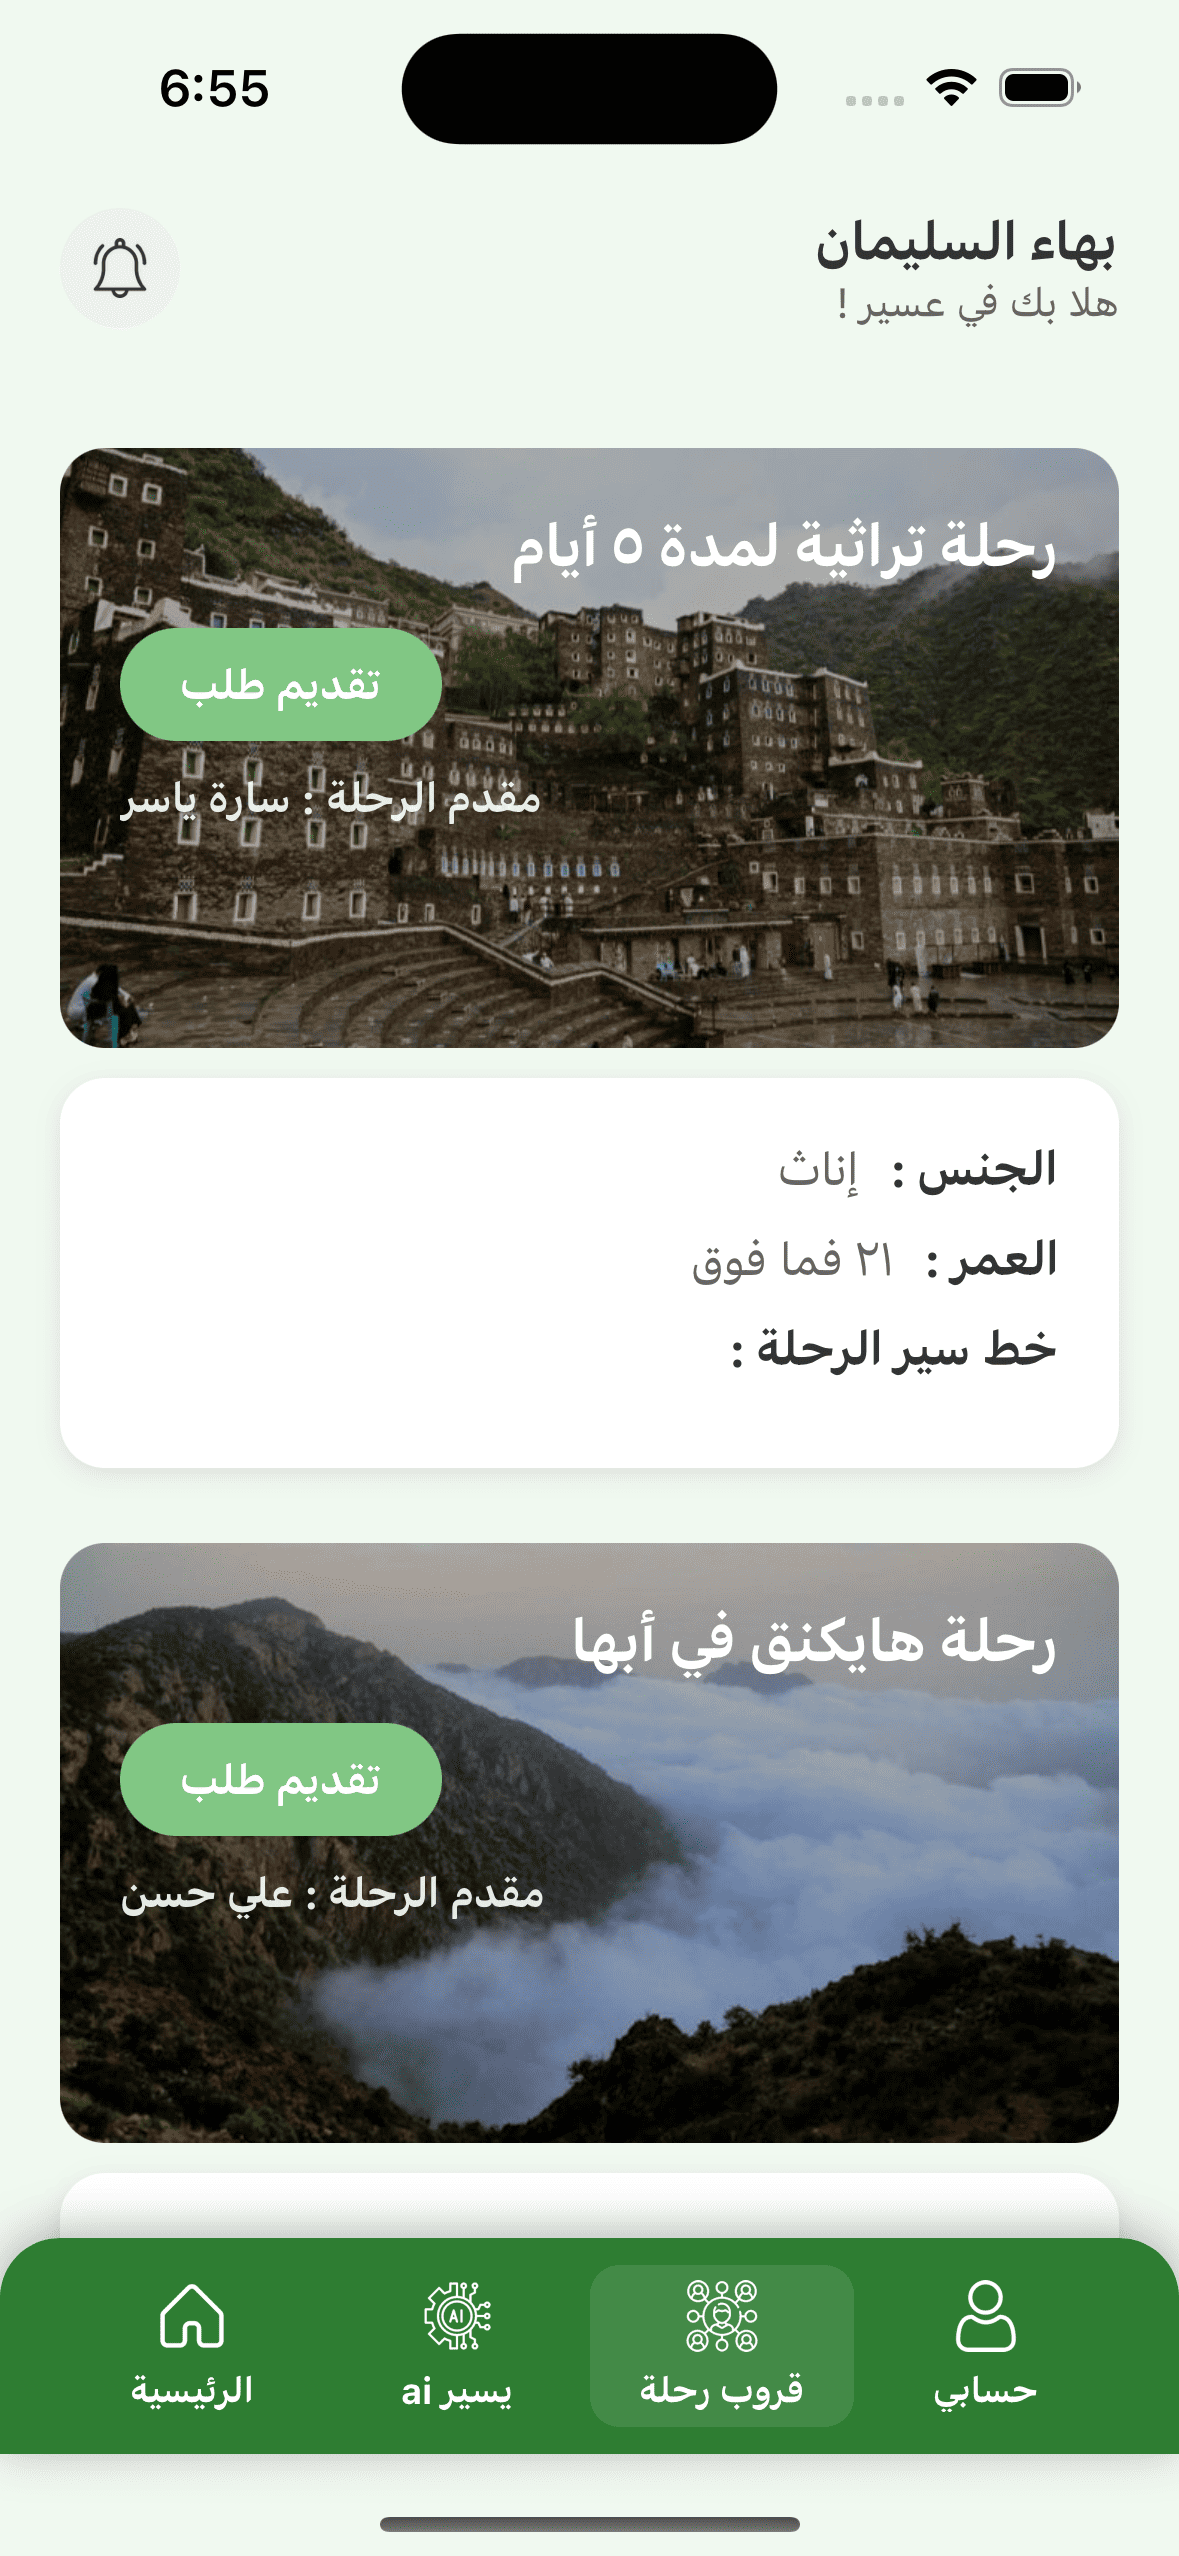 6:55
بهاء السليمان
هلا بك في عسير !
رحلة تراثية لمدة ٥ أيام
تقديم طلب
مقدم الرحلة : سارة ياسر
الجنس : إناث
العمر : ٢١ فما فوق
خط سير الرحلة :
رحلة هايكنق في أبها
تقديم طلب
مقدم الرحلة : علي حسن
حسابي
قروب رحلة
AI
يسير ai
الرئيسية